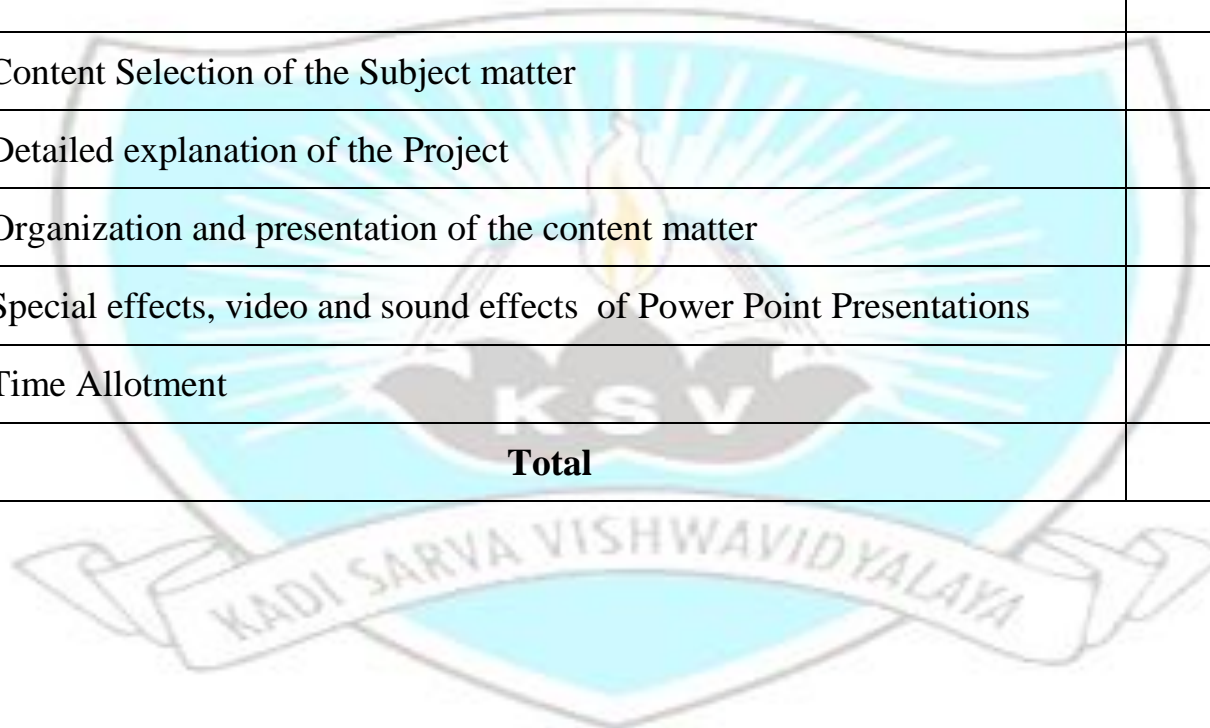 Content Selection of the Subject matter
Detailed explanation of the Project
Organization and presentation of the content matter
Special effects, video and sound effects of Power Point Presentations
Time Allotment
KSV
Total
KADI SARVA VISHWAVIDYALAYA